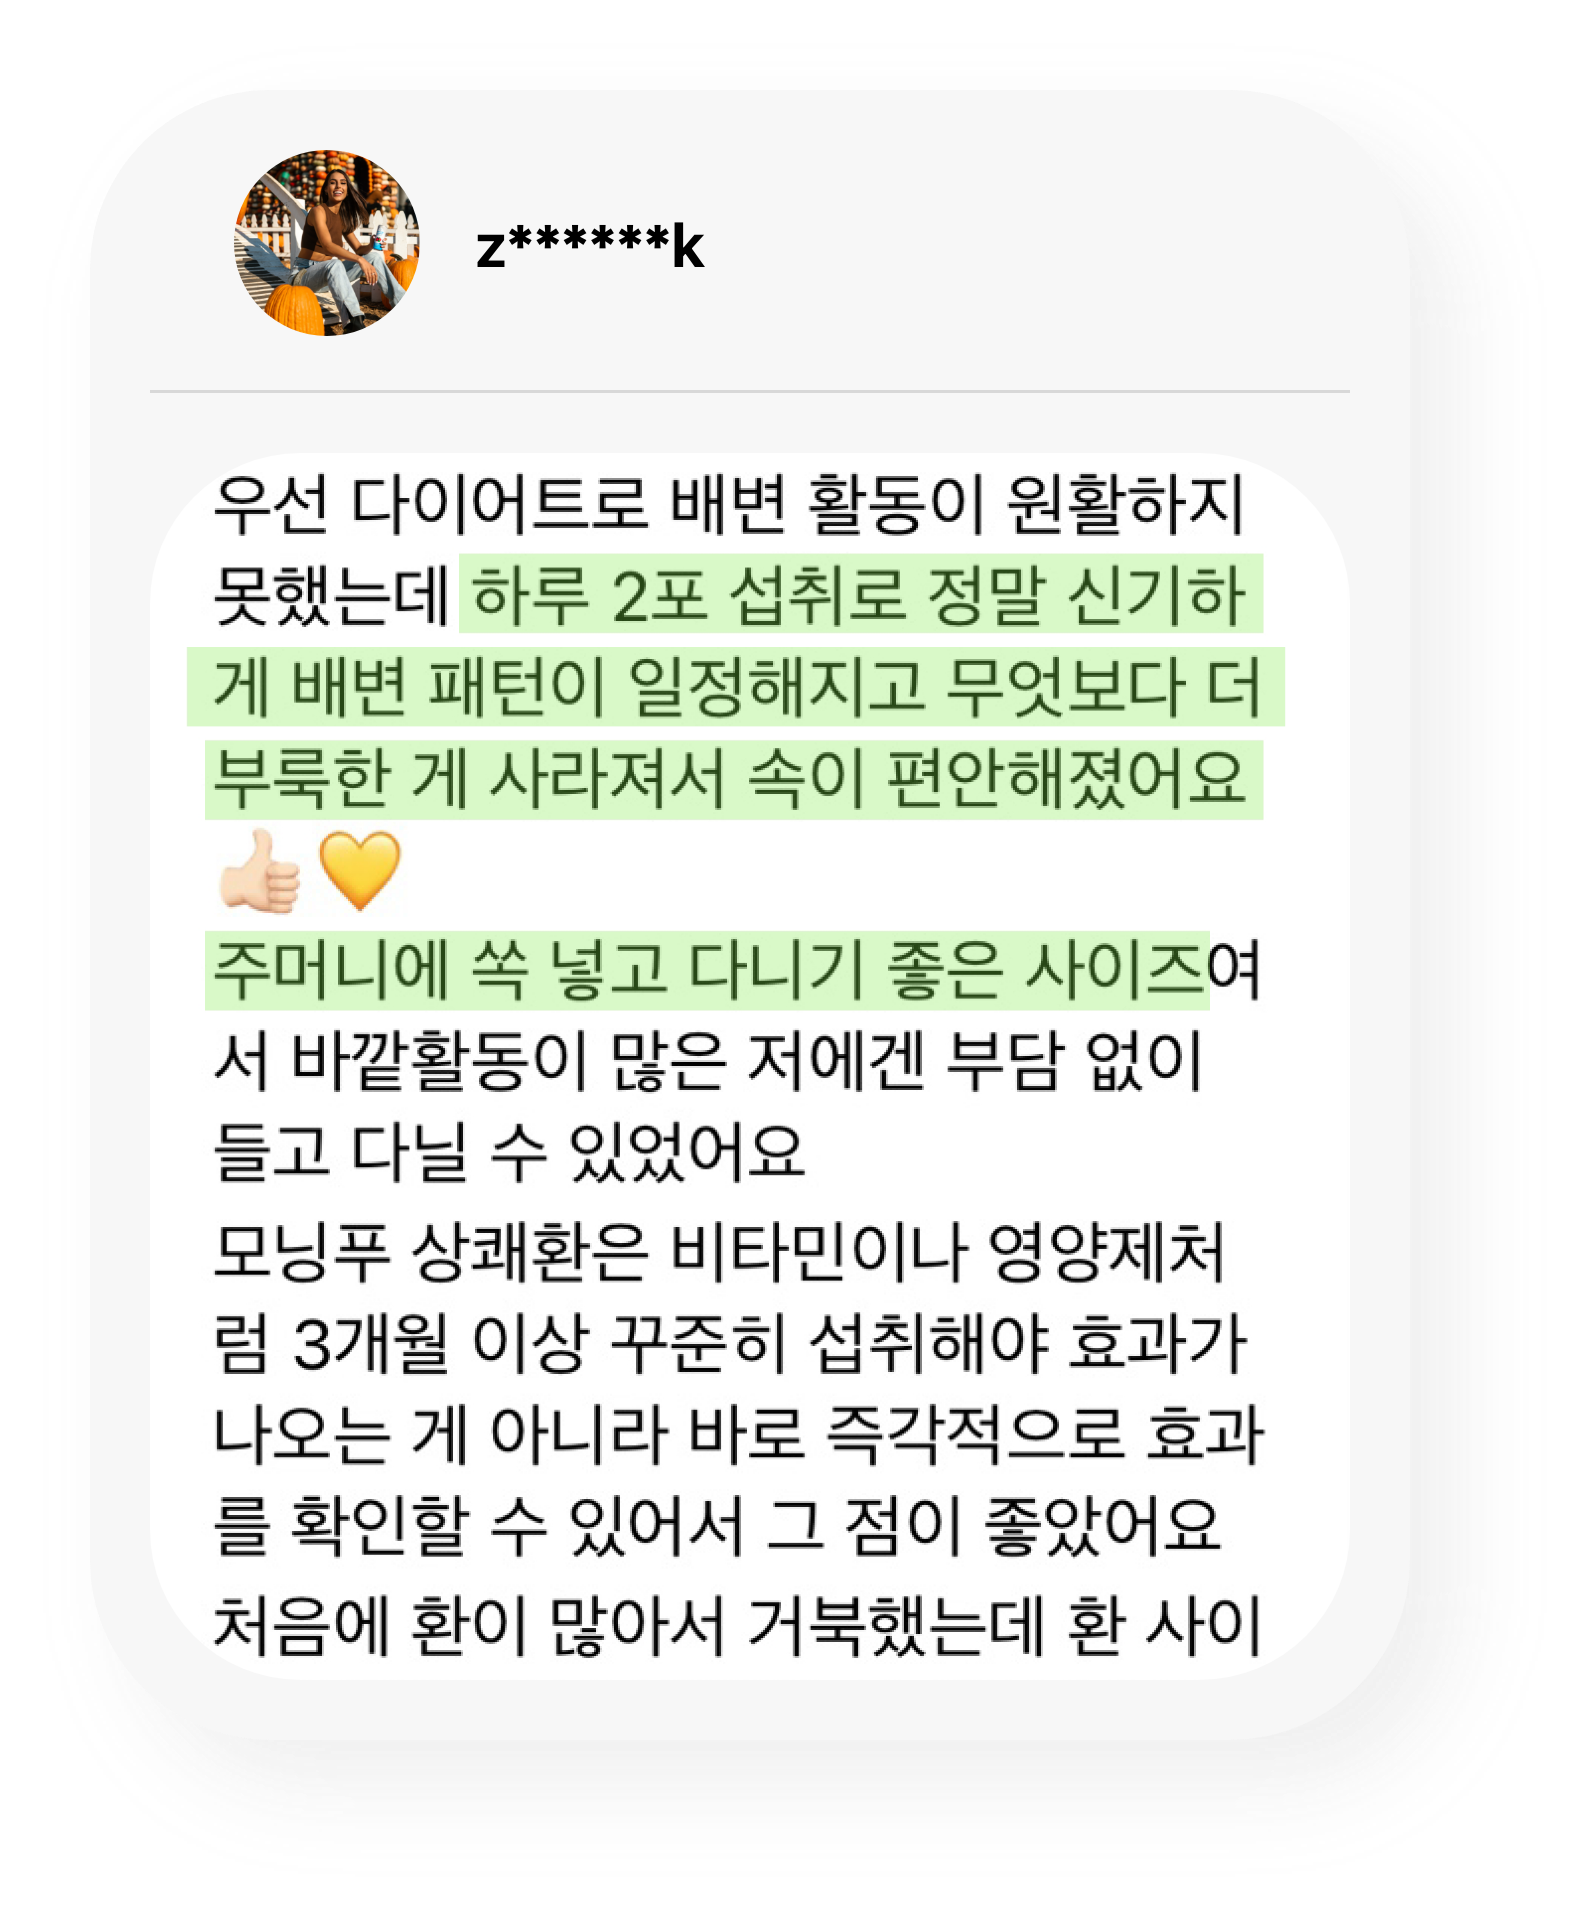 z******k
우선 다이어트로 배변 활동이 원활하지
못했는데 하루 2포 섭취로 정말 신기하
게 배변 패턴이 일정해지고 무엇보다 더
부룩한 게 사라져서 속이 편안해졌어요
👍🏻💛
주머니에 쏙 넣고 다니기 좋은 사이즈여
서 바깥활동이 많은 저에겐 부담 없이
들고 다닐 수 있었어요
모닝푸 상쾌환은 비타민이나 영양제처
럼 3개월 이상 꾸준히 섭취해야 효과가
나오는 게 아니라 바로 즉각적으로 효과
를 확인할 수 있어서 그 점이 좋았어요
처음에 환이 많아서 거북했는데 환 사이